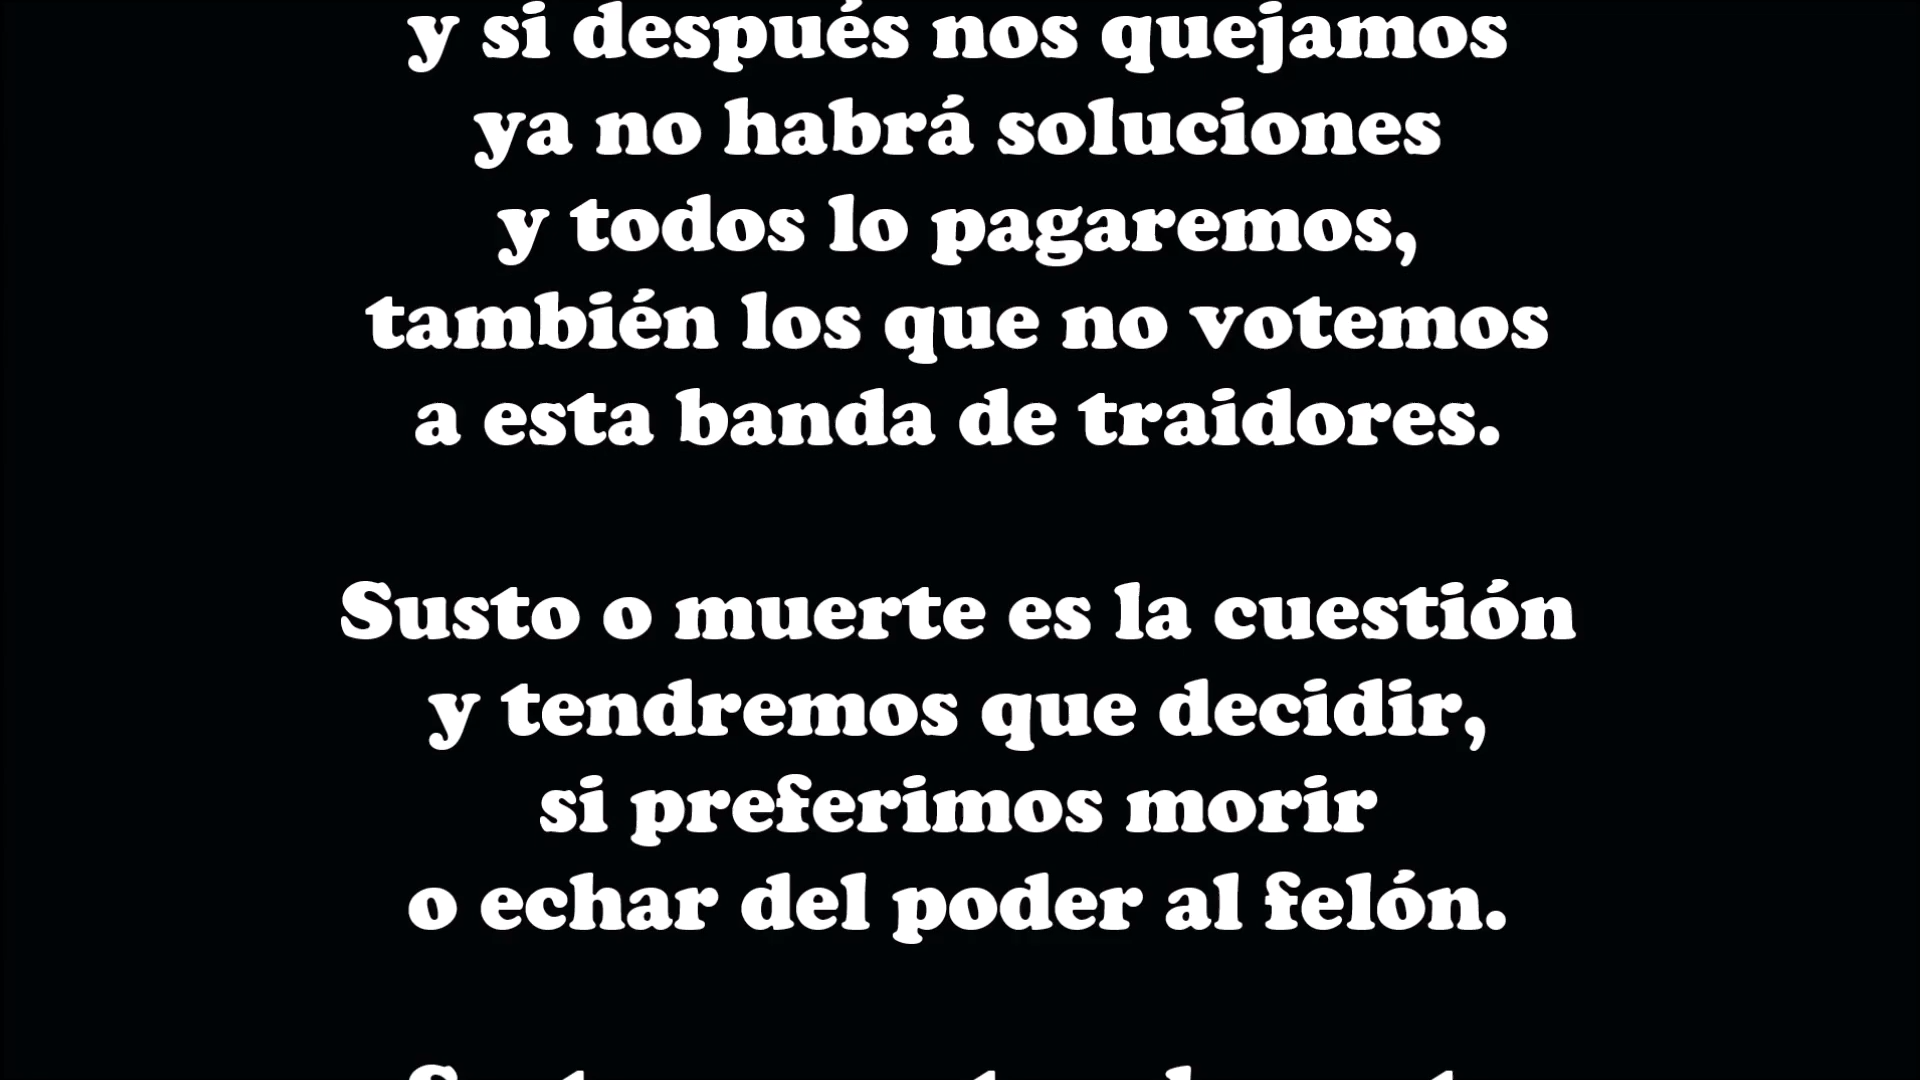 y si después nos quejamos
ya no habrá soluciones
y todos lo pagaremos,
también los que no votemos
a esta banda de traidores.
Susto o muerte es la cuestión
y tendremos que decidir,
si preferimos morir
o echar del poder al felón.